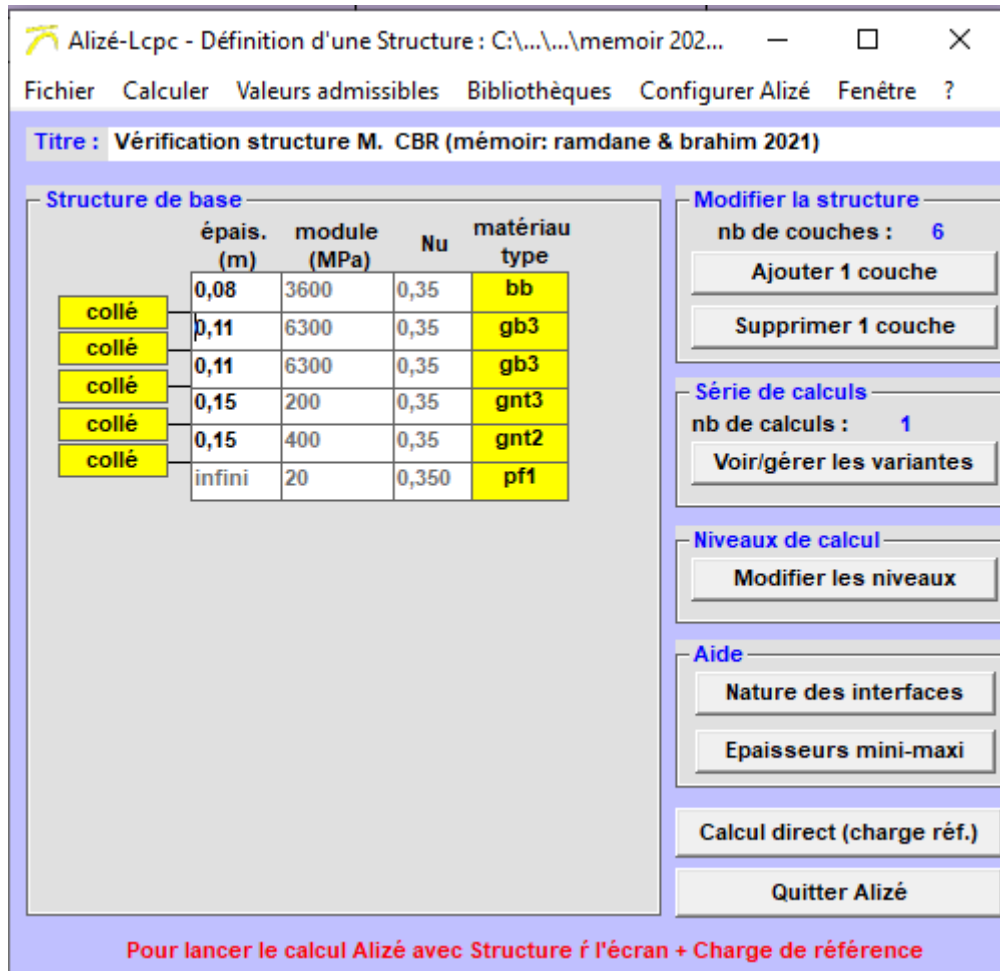 Alizé-Lcpc - Définition d'une Structure : C:\...\...\memoir 202...
Fichier Calculer Valeurs admissibles Bibliothèques Configurer Alizé Fenêtre ?
Titre : Vérification structure M. CBR (mémoir: ramdane & brahim 2021)
Structure de base
épais. (m) module (MPa) Nu matériau type
0,08 3600 0,35 bb
collé
0,11 6300 0,35 gb3
collé
0,11 6300 0,35 gb3
collé
0,15 200 0,35 gnt3
collé
0,15 400 0,35 gnt2
collé
infini 20 0,350 pf1
Modifier la structure
nb de couches : 6
Ajouter 1 couche
Supprimer 1 couche
Série de calculs
nb de calculs : 1
Voir/gérer les variantes
Niveaux de calcul
Modifier les niveaux
Aide
Nature des interfaces
Epaisseurs mini-maxi
Calcul direct (charge réf.)
Quitter Alizé
Pour lancer le calcul Alizé avec Structure ŕ l'écran + Charge de référence